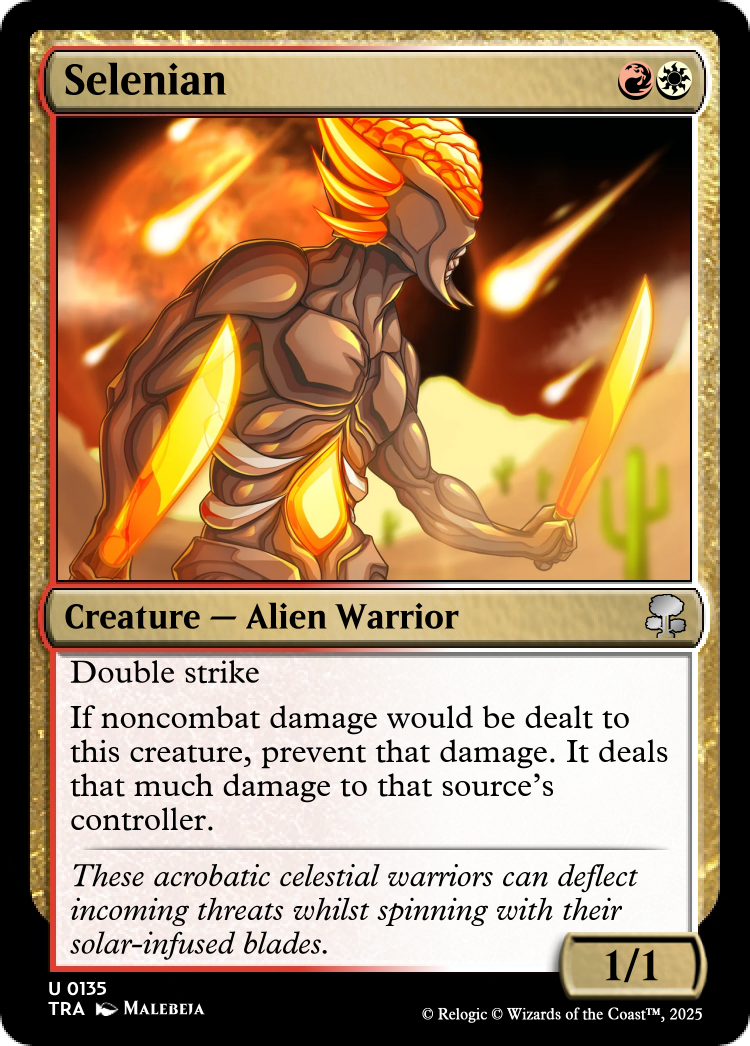 Selenian
Creature — Alien Warrior
Double strike
If noncombat damage would be dealt to
this creature, prevent that damage. It deals
that much damage to that source's
controller.
These acrobatic celestial warriors can deflect
incoming threats whilst spinning with their
solar-infused blades.
1/1
U 0135
TRA Malebeja
© Relogic © Wizards of the Coast™, 2025